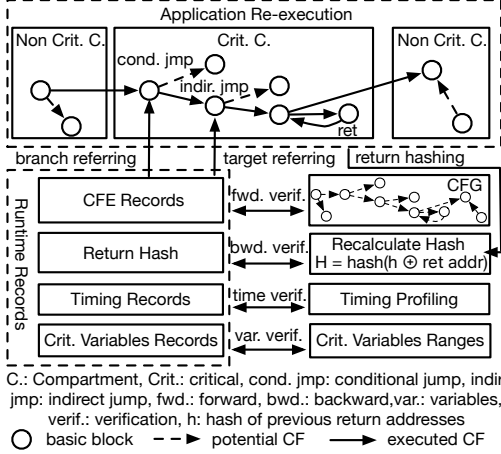 Application Re-execution
Non Crit. C.
Crit. C.
Non Crit. C.
cond. jmp
indir. jmp
ret
branch referring
target referring
return hashing
Runtime Records
CFE Records
fwd. verif.
CFG
Return Hash
bwd. verif.
Recalculate Hash
H = hash(h ⊕ ret addr)
Timing Records
time verif.
Timing Profiling
Crit. Variables Records
var. verif.
Crit. Variables Ranges
C.: Compartment, Crit.: critical, cond. jmp: conditional jump, indir.
jmp: indirect jump, fwd.: forward, bwd.: backward,var.: variables,
verif.: verification, h: hash of previous return addresses
basic block
potential CF
executed CF